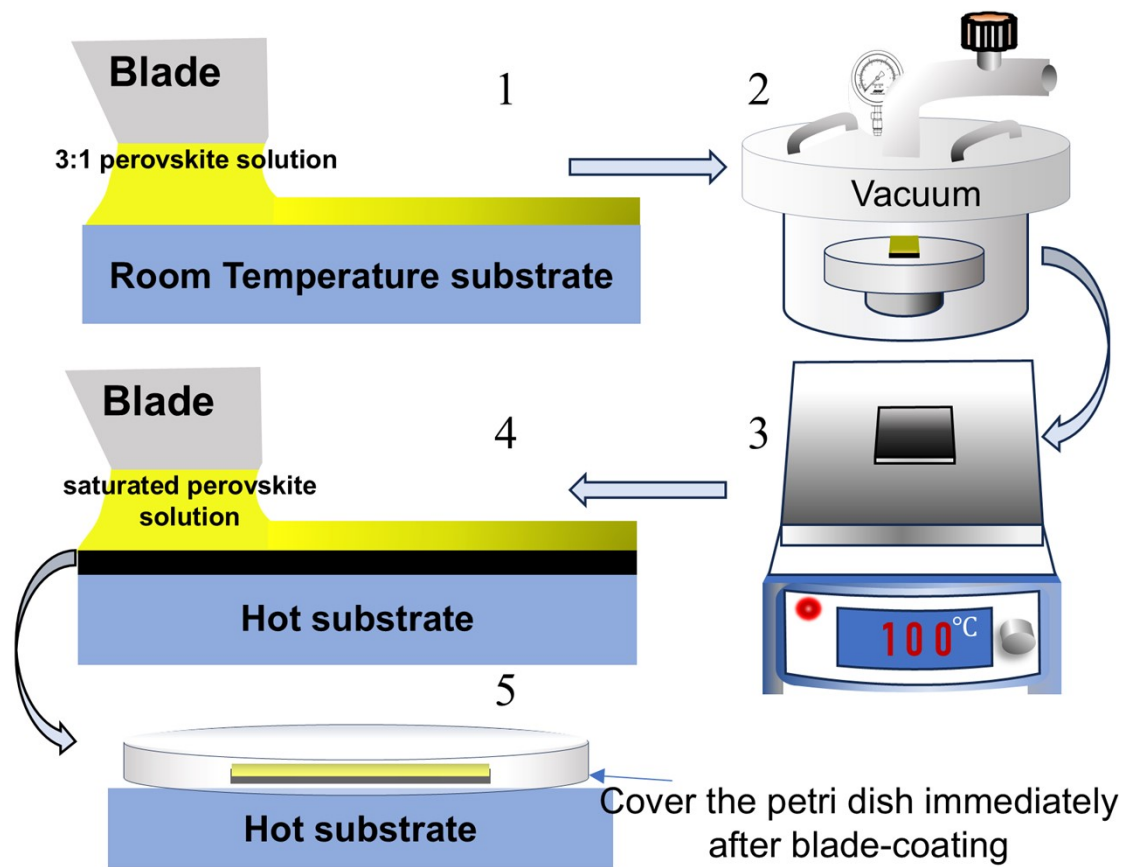 Blade
1
2
3:1 perovskite solution
Vacuum
Room Temperature substrate
Blade
4
3
saturated perovskite
solution
Hot substrate
100°C
5
Cover the petri dish immediately
after blade-coating
Hot substrate